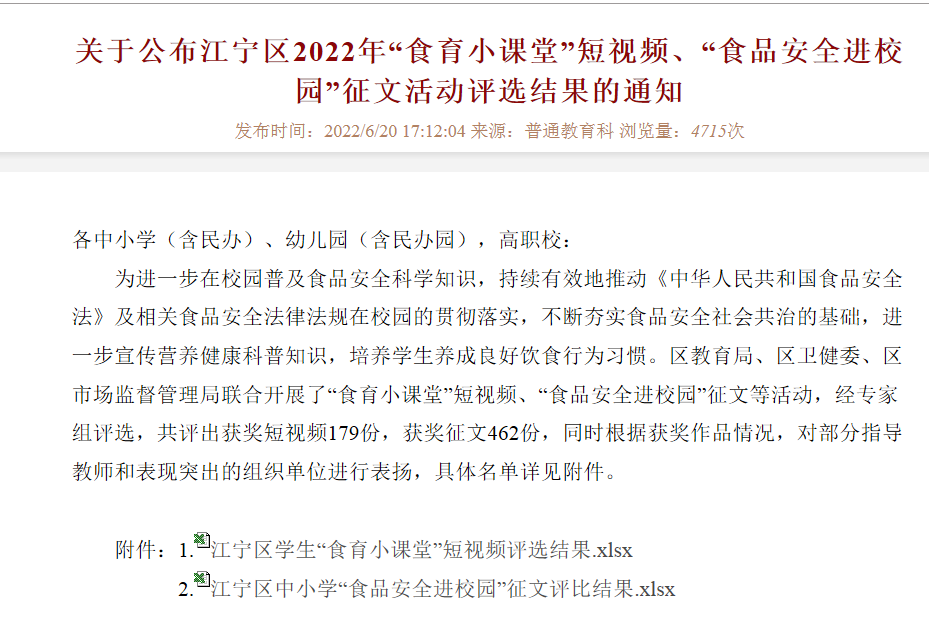 关于公布江宁区2022年“食育小课堂”短视频、“食品安全进校
园”征文活动评选结果的通知
发布时间：2022/6/20 17:12:04 来源：普通教育科 浏览量：4715次
各中小学（含民办）、幼儿园（含民办园），高职校：
为进一步在校园普及食品安全科学知识，持续有效地推动《中华人民共和国食品安全
法》及相关食品安全法律法规在校园的贯彻落实，不断夯实食品安全社会共治的基础，进
一步宣传营养健康科普知识，培养学生养成良好饮食行为习惯。区教育局、区卫健委、区
市场监督管理局联合开展了“食育小课堂”短视频、“食品安全进校园”征文等活动，经专家
组评选，共评出获奖短视频179份，获奖征文462份，同时根据获奖作品情况，对部分指导
教师和表现突出的组织单位进行表扬，具体名单详见附件。
附件：1.江宁区学生“食育小课堂”短视频评选结果.xlsx
2.江宁区中小学“食品安全进校园”征文评比结果.xlsx